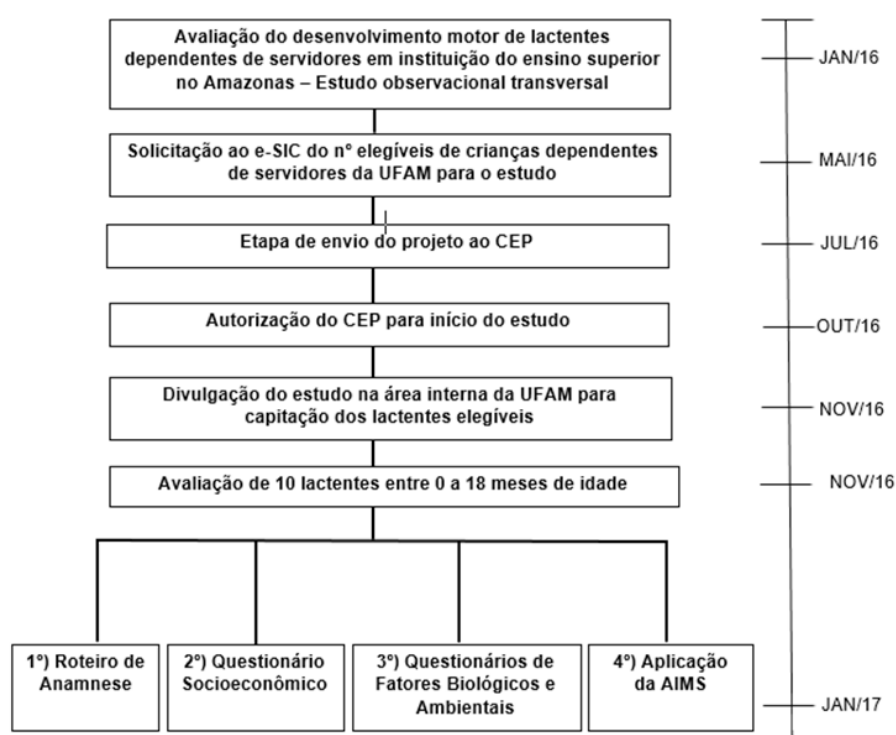 Avaliação do desenvolvimento motor de lactentes
dependentes de servidores em instituição do ensino superior
no Amazonas – Estudo observacional transversal
JAN/16
Solicitação ao e-SIC do nº elegíveis de crianças dependentes
de servidores da UFAM para o estudo
MAI/16
Etapa de envio do projeto ao CEP
JUL/16
Autorização do CEP para início do estudo
OUT/16
Divulgação do estudo na área interna da UFAM para
capitação dos lactentes elegíveis
NOV/16
Avaliação de 10 lactentes entre 0 a 18 meses de idade
NOV/16
1º) Roteiro de
Anamnese
2º) Questionário
Socioeconômico
3º) Questionários de
Fatores Biológicos e
Ambientais
4º) Aplicação
da AIMS
JAN/17